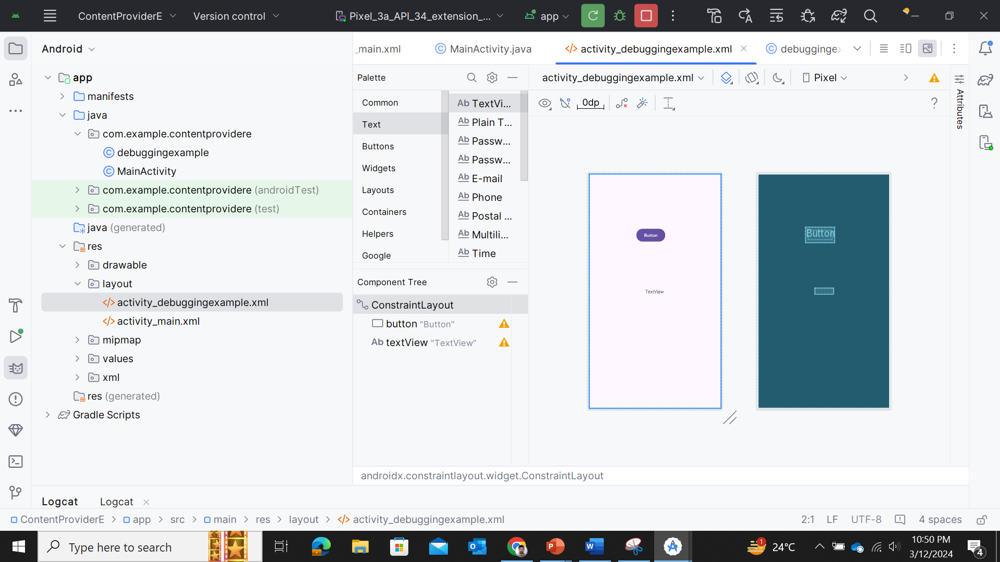 ContentProviderE
Version control
Pixel_3a_API_34_extension_...
app
Android
_main.xml
MainActivity.java
activity_debuggingexample.xml
app
manifests
java
com.example.contentprovidere
debuggingexample
MainActivity
com.example.contentprovidere (androidTest)
com.example.contentprovidere (test)
java (generated)
res
drawable
layout
activity_debuggingexample.xml
activity_main.xml
mipmap
values
xml
res (generated)
Gradle Scripts
Palette
Common
Text
Buttons
Widgets
Layouts
Containers
Helpers
Google
Ab TextVi...
Ab Plain T...
Ab Passw...
Ab Passw...
Ab E-mail
Ab Phone
Ab Postal ...
Ab Multili...
Ab Time
Component Tree
ConstraintLayout
button "Button"
Ab textView "TextView"
activity_debuggingexample.xml
Pixel
0dp
?
Attributes
Button
TextView
Button
androidx.constraintlayout.widget.ConstraintLayout
Logcat
Logcat
ContentProviderE > app > src > main > res > layout > activity_debuggingexample.xml
2:1 LF UTF-8 4 spaces
Type here to search
1
24°C
10:50 PM
3/12/2024
4